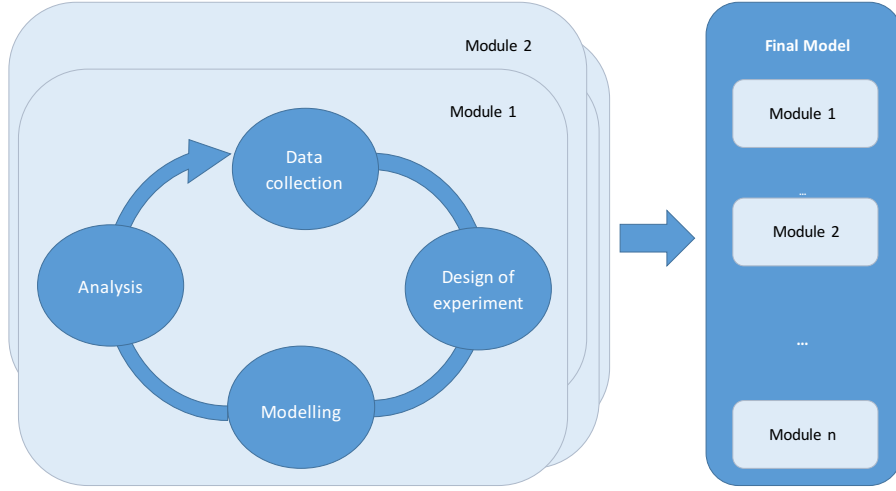 Module 2
Module 1
Data
collection
Design of
experiment
Modelling
Analysis
Final Model
Module 1
...
Module 2
...
Module n